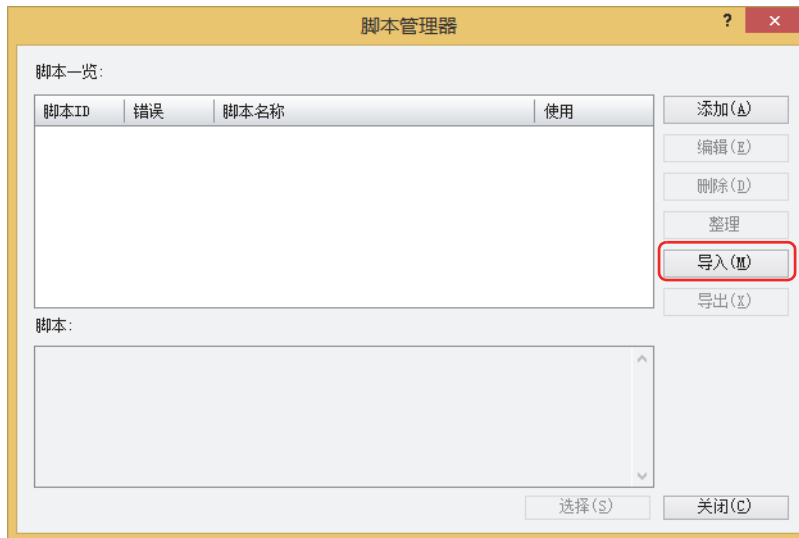 脚本管理器
?
×
脚本一览:
脚本ID 错误 脚本名称 使用
添加(A)
编辑(E)
删除(D)
整理
导入(M)
导出(X)
脚本:
选择(S)
关闭(C)